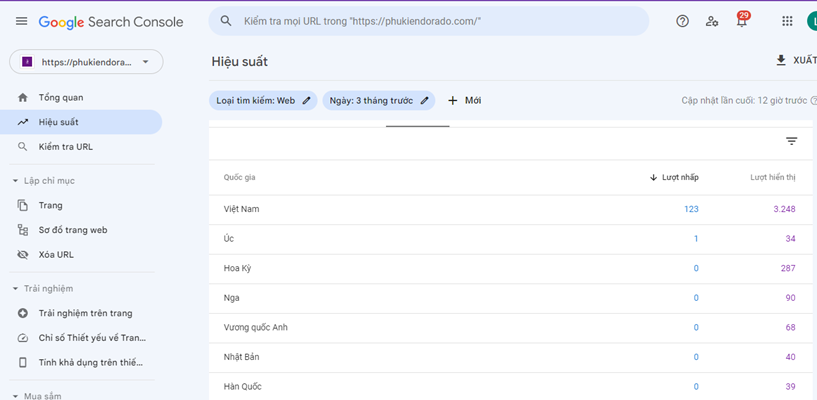 Google Search Console
Kiểm tra mọi URL trong "https://phukiendorado.com/"
29
L
https://phukiendora...
Hiệu suất
XUẤT
Tổng quan
Loại tìm kiếm: Web
Ngày: 3 tháng trước
Mới
Cập nhật lần cuối: 12 giờ trước
Hiệu suất
Kiểm tra URL
Quốc gia
Lượt nhấp
Lượt hiển thị
Lập chỉ mục
Trang
Việt Nam 123 3.248
Sơ đồ trang web
Úc 1 34
Xóa URL
Hoa Kỳ 0 287
Trải nghiệm
Nga 0 90
Trải nghiệm trên trang
Vương quốc Anh 0 68
Chỉ số Thiết yếu về Tran...
Nhật Bản 0 40
Tính khả dụng trên thiế...
Hàn Quốc 0 39
Mua sắm